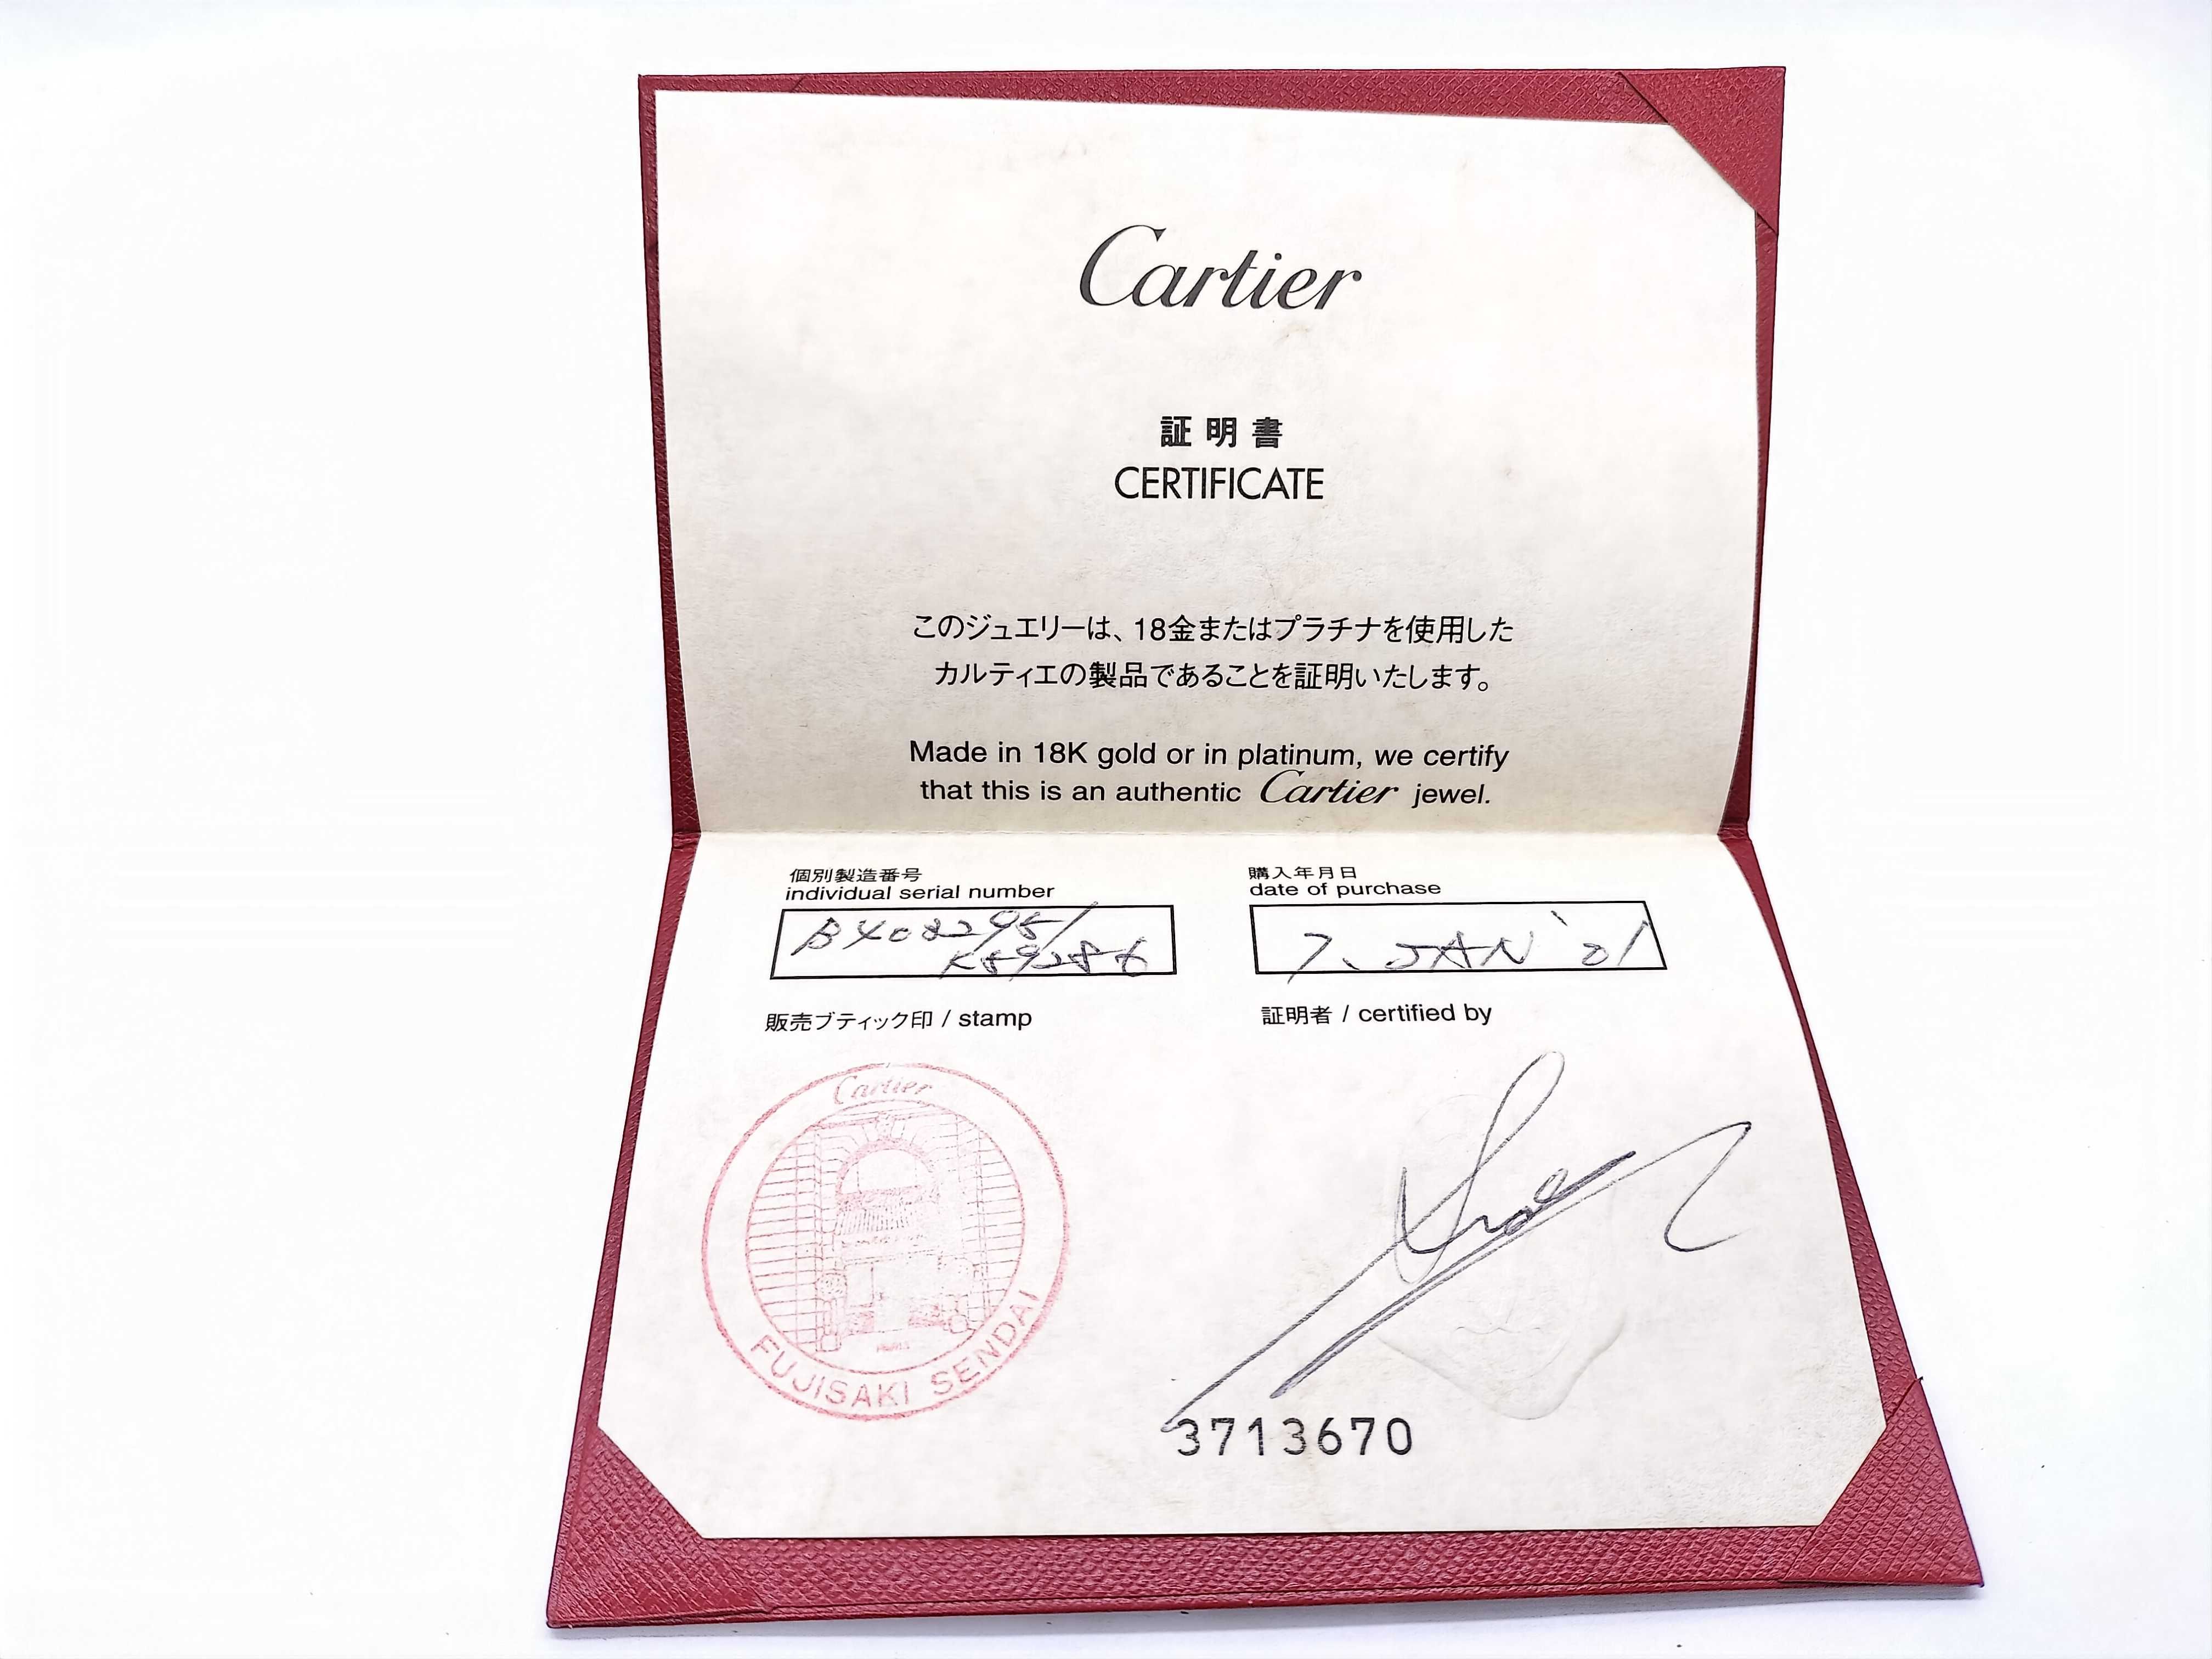 Cartier
証明書
CERTIFICATE
このジュエリーは、18金またはプラチナを使用した
カルティエの製品であることを証明いたします。
Made in 18K gold or in platinum, we certify
that this is an authentic Cartier jewel.
個別製造番号
individual serial number
B4022951
K59286
購入年月日
date of purchase
7. JAN '01
販売ブティック印 / stamp
証明者 / certified by
Cartier
FUJISAKI SENDAI
3713670